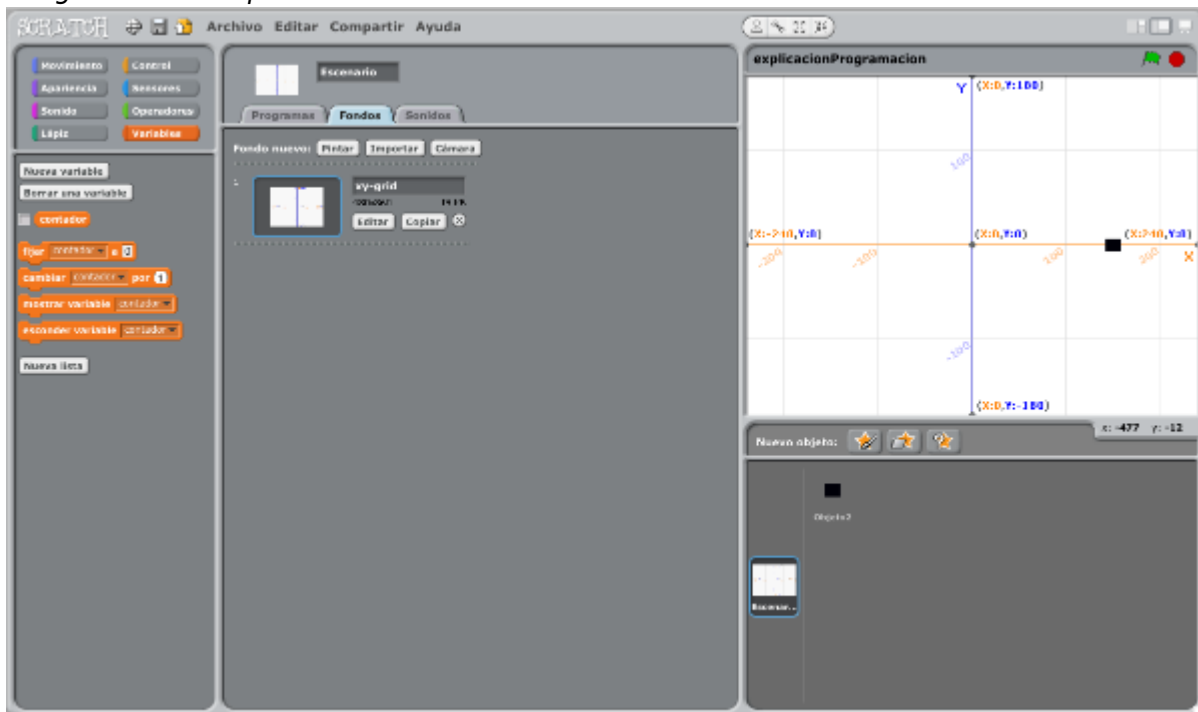 SCRATCH Archivo Editar Compartir Ayuda
Movimiento Control
Apariencia Sensores
Sonido Operadores
Lápiz Variables
Nueva variable
Borrar una variable
contador
fijar contador a 0
cambiar contador por 1
mostrar variable contador
esconder variable contador
Nueva lista
Escenario
Programas Fondos Sonidos
Fondo nuevo: Pintar Importar Cámara
1
xy-grid
Editar Copiar
explicacionProgramacion
Y (X:0,Y:180)
100
(X:-240,Y:0) (X:0,Y:0) (X:240,Y:0)
-200 -100 100 200 X
-100
(X:0,Y:-180)
x: -477 y: -12
Nuevo objeto:
Objeto2
Escenar...